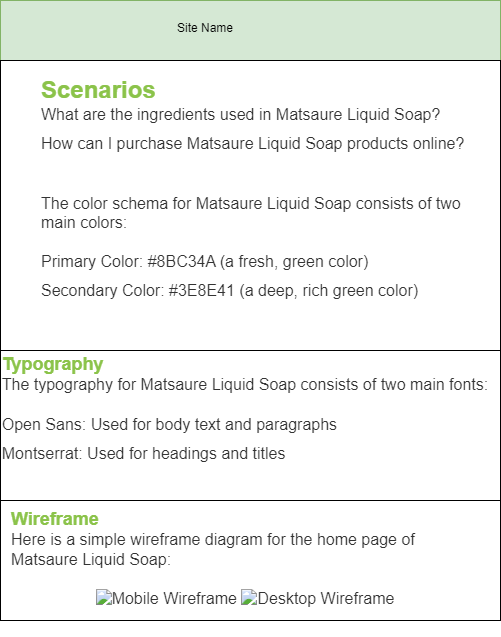 Site Name
Scenarios
What are the ingredients used in Matsaure Liquid Soap?
How can I purchase Matsaure Liquid Soap products online?
The color schema for Matsaure Liquid Soap consists of two
main colors:
Primary Color: #8BC34A (a fresh, green color)
Secondary Color: #3E8E41 (a deep, rich green color)
Typography
The typography for Matsaure Liquid Soap consists of two main fonts:
Open Sans: Used for body text and paragraphs
Montserrat: Used for headings and titles
Wireframe
Here is a simple wireframe diagram for the home page of
Matsaure Liquid Soap:
Mobile Wireframe Desktop Wireframe